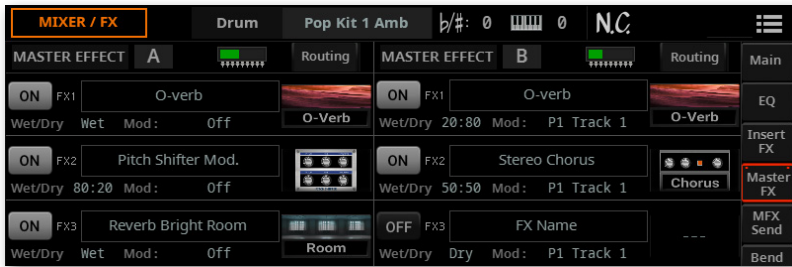 MIXER / FX Drum Pop Kit 1 Amb ♭/#: 0 0 N.C.
MASTER EFFECT A Routing MASTER EFFECT B Routing Main
ON FX1 O-verb O-Verb ON FX1 O-verb O-Verb EQ
Wet/Dry Wet Mod: Off Wet/Dry 20:80 Mod: P1 Track 1
Insert
FX
ON FX2 Pitch Shifter Mod. ON FX2 Stereo Chorus Chorus
Wet/Dry 80:20 Mod: Off Wet/Dry 50:50 Mod: P1 Track 1
Master
FX
ON FX3 Reverb Bright Room Room OFF FX3 FX Name ---
Wet/Dry Wet Mod: Off Wet/Dry Dry Mod: P1 Track 1
MFX
Send
Bend